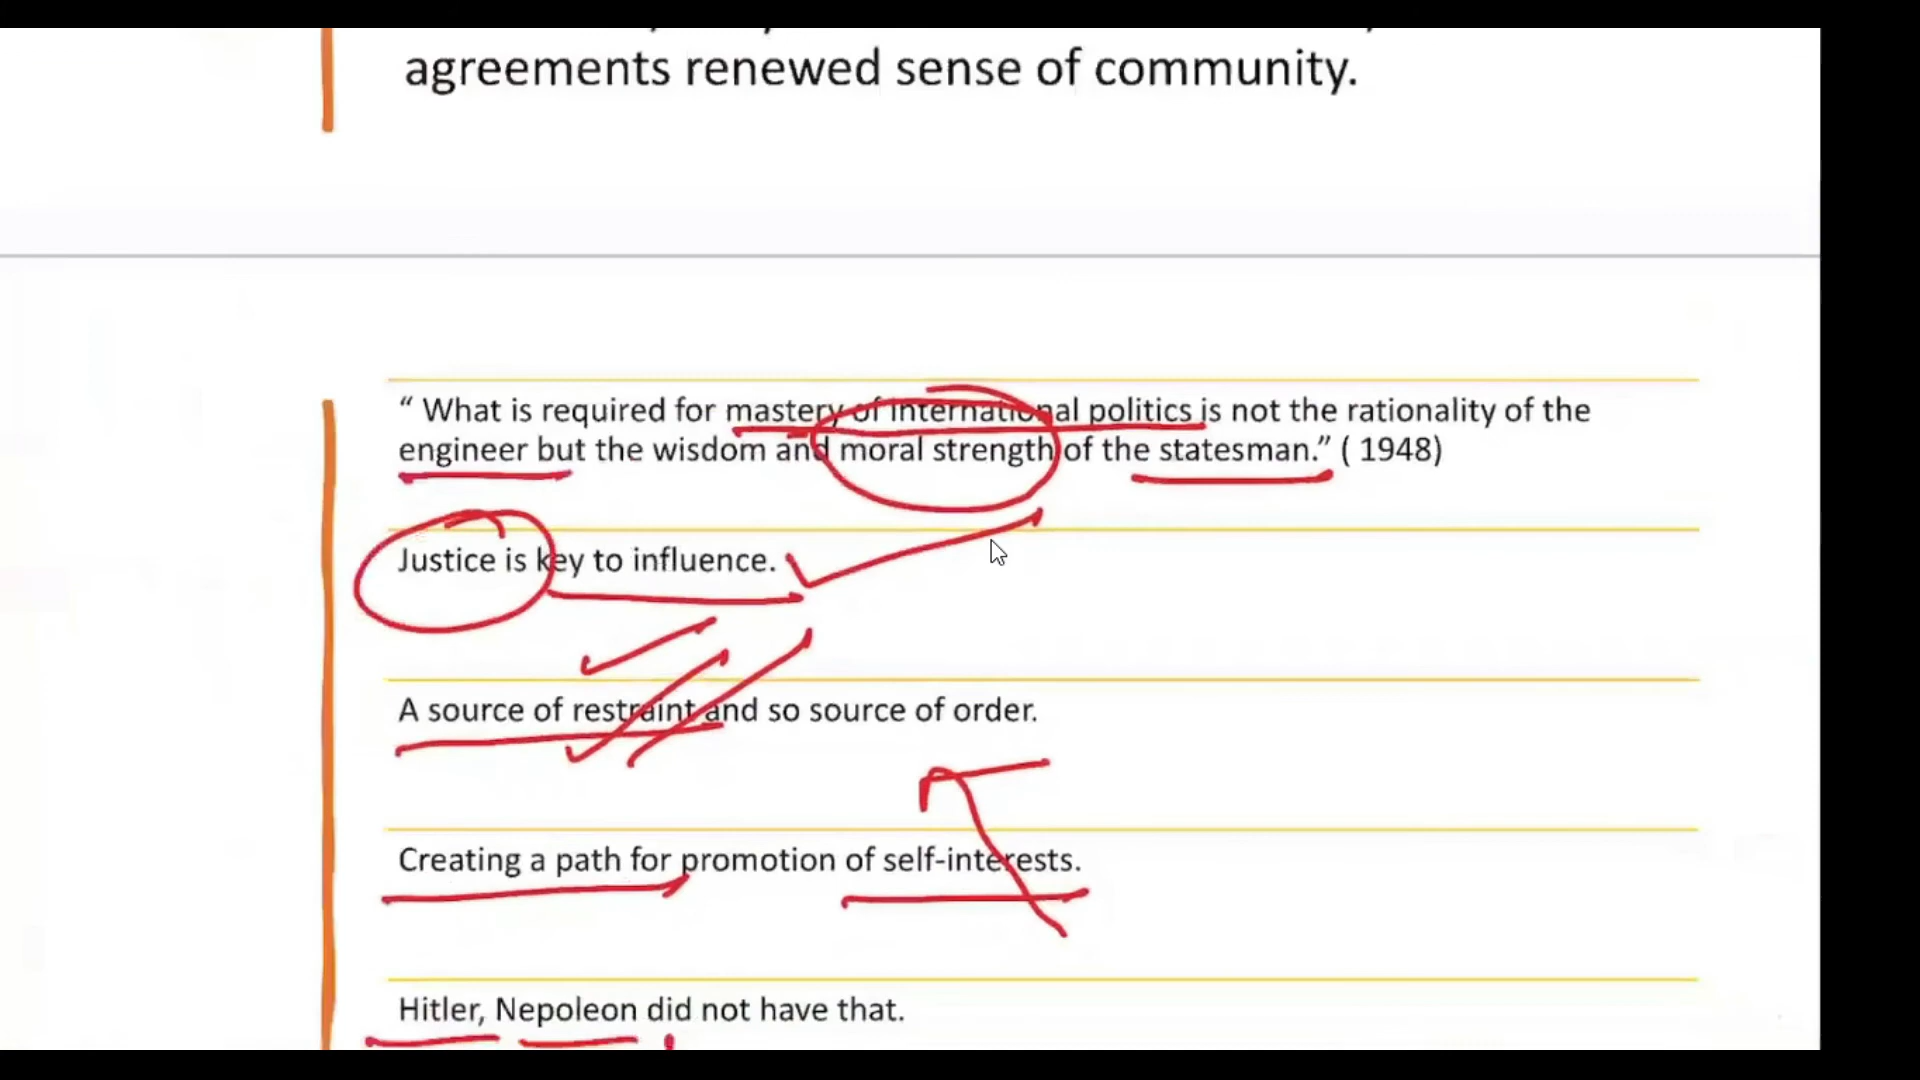 agreements renewed sense of community.
“ What is required for mastery of international politics is not the rationality of the
engineer but the wisdom and moral strength of the statesman.” ( 1948)
Justice is key to influence.
A source of restraint and so source of order.
Creating a path for promotion of self-interests.
Hitler, Nepoleon did not have that.